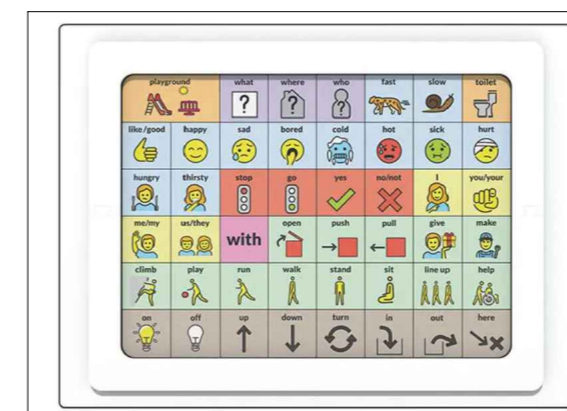 playground what where who fast slow toilet
? ? ?
like/good happy sad bored cold hot sick hurt
hungry thirsty stop go yes no/not I you/your
me/my us/they with open push pull give make
climb play run walk stand sit line up help
on off up down turn in out here